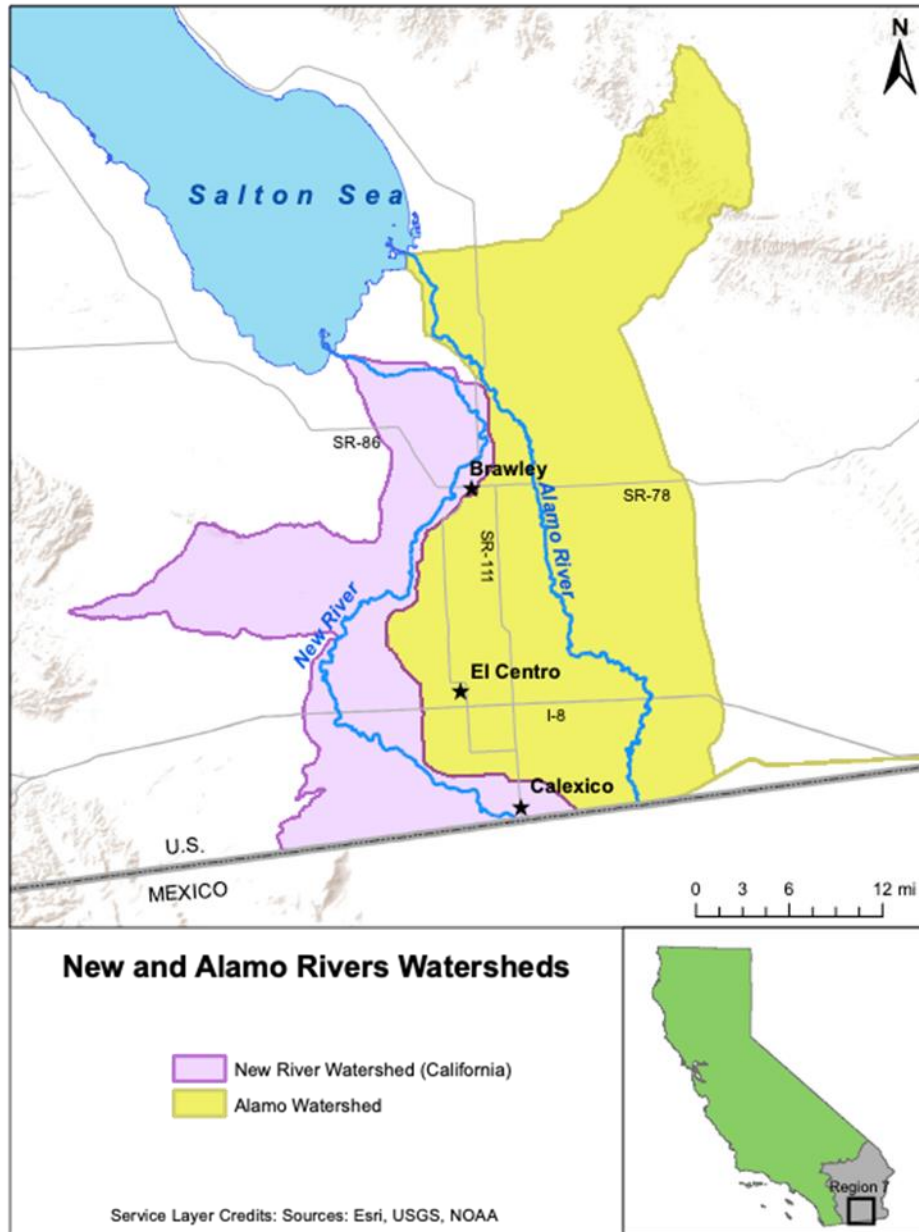 N
Salton Sea
SR-86
Brawley
SR-78
Alamo River
SR-111
New River
El Centro
I-8
Calexico
U.S.
MEXICO
0 3 6 12 mi
New and Alamo Rivers Watersheds
New River Watershed (California)
Alamo Watershed
Service Layer Credits: Sources: Esri, USGS, NOAA
Region 7